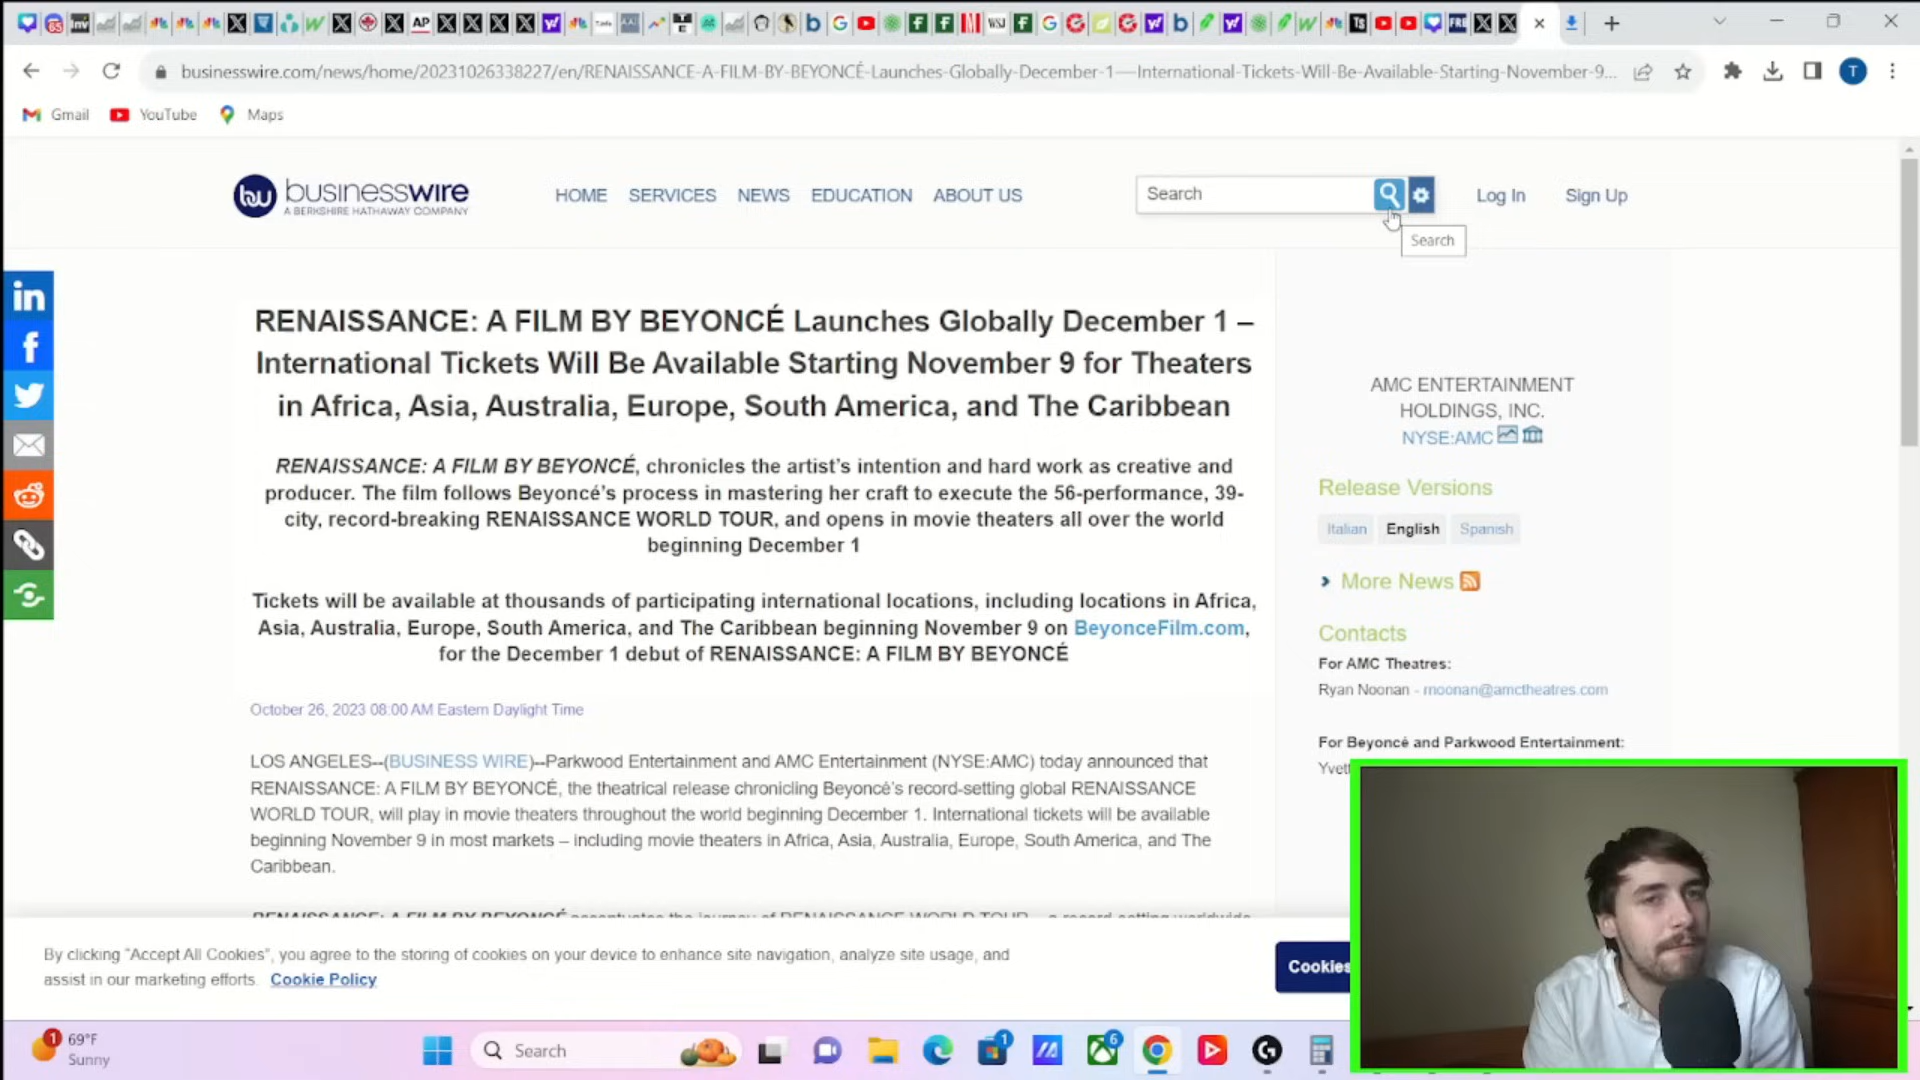 businesswire.com/news/home/20231026338227/en/RENAISSANCE-A-FILM-BY-BEYONCÉ-Launches-Globally-December-1—International-Tickets-Will-Be-Available-Starting-November-9...
T
Gmail
YouTube
Maps
businesswire
A BERKSHIRE HATHAWAY COMPANY
HOME
SERVICES
NEWS
EDUCATION
ABOUT US
Search
Log In
Sign Up
Search
RENAISSANCE: A FILM BY BEYONCÉ Launches Globally December 1 –
International Tickets Will Be Available Starting November 9 for Theaters
in Africa, Asia, Australia, Europe, South America, and The Caribbean
RENAISSANCE: A FILM BY BEYONCÉ, chronicles the artist's intention and hard work as creative and
producer. The film follows Beyoncé's process in mastering her craft to execute the 56-performance, 39-
city, record-breaking RENAISSANCE WORLD TOUR, and opens in movie theaters all over the world
beginning December 1
Tickets will be available at thousands of participating international locations, including locations in Africa,
Asia, Australia, Europe, South America, and The Caribbean beginning November 9 on BeyonceFilm.com,
for the December 1 debut of RENAISSANCE: A FILM BY BEYONCÉ
October 26, 2023 08:00 AM Eastern Daylight Time
LOS ANGELES--(BUSINESS WIRE)--Parkwood Entertainment and AMC Entertainment (NYSE:AMC) today announced that
RENAISSANCE: A FILM BY BEYONCÉ, the theatrical release chronicling Beyoncé's record-setting global RENAISSANCE
WORLD TOUR, will play in movie theaters throughout the world beginning December 1. International tickets will be available
beginning November 9 in most markets – including movie theaters in Africa, Asia, Australia, Europe, South America, and The
Caribbean.
AMC ENTERTAINMENT
HOLDINGS, INC.
NYSE:AMC
Release Versions
Italian
English
Spanish
More News
Contacts
For AMC Theatres:
Ryan Noonan - rnoonan@amctheatres.com
For Beyoncé and Parkwood Entertainment:
By clicking "Accept All Cookies", you agree to the storing of cookies on your device to enhance site navigation, analyze site usage, and
assist in our marketing efforts. Cookie Policy
Cookies
1
69°F
Sunny
Search
1
6